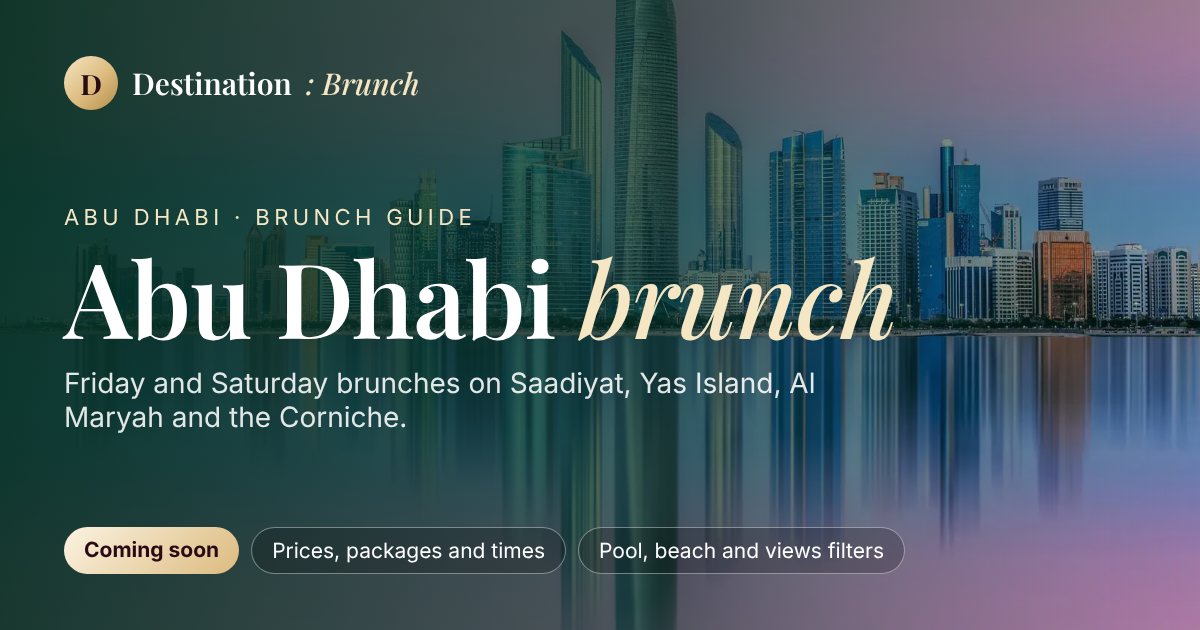 D Destination : Brunch
ABU DHABI · BRUNCH GUIDE
Abu Dhabi brunch
Friday and Saturday brunches on Saadiyat, Yas Island, Al
Maryah and the Corniche.
Coming soon Prices, packages and times Pool, beach and views filters